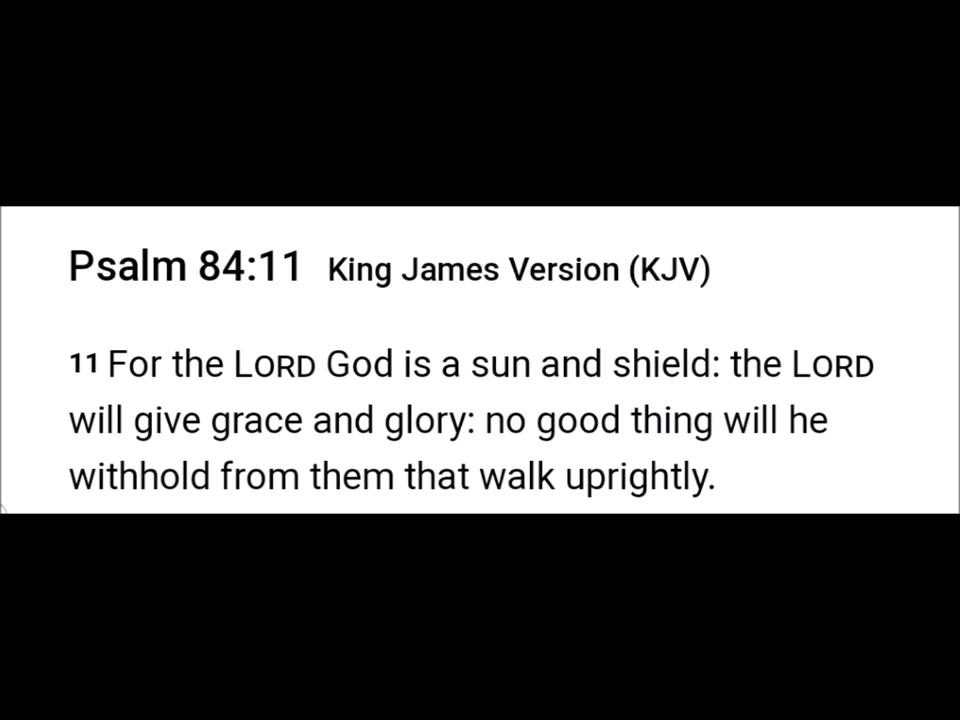 Psalm 84:11 King James Version (KJV)
11 For the LORD God is a sun and shield: the LORD
will give grace and glory: no good thing will he
withhold from them that walk uprightly.